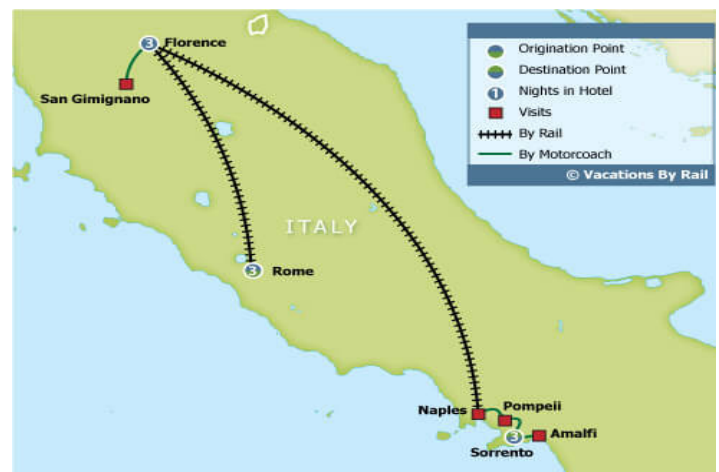 3 Florence
San Gimignano
ITALY
3 Rome
Naples
Pompeii
Sorrento
3
Amalfi
Origination Point
Destination Point
1 Nights in Hotel
Visits
By Rail
By Motorcoach
© Vacations By Rail